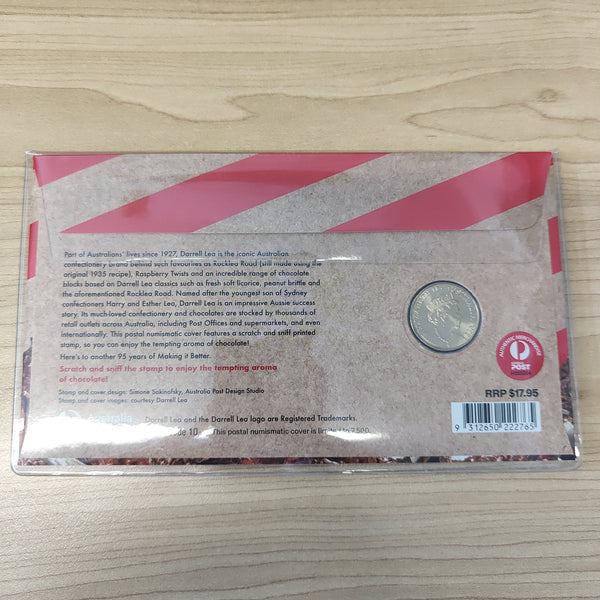 Part of Australians' lives since 1927, Darrell Lea is the iconic Australian
confectionery brand behind such favourites as Rocklea Road (still made using the
original 1935 recipe), Raspberry Twists and an incredible range of chocolate
blocks based on Darrell Lea classics such as fresh soft licorice, peanut brittle and
the aforementioned Rocklea Road. Named after the youngest son of Sydney
confectioners Harry and Esther Lea, Darrell Lea is an impressive Aussie success
story. Its much-loved confectionery and chocolates are stocked by thousands of
retail outlets across Australia, including Post Offices and supermarkets, and even
internationally. This postal numismatic cover features a scratch and sniff printed
stamp, so you can enjoy the tempting aroma of chocolate!
Here's to another 95 years of Making it Better.
Scratch and sniff the stamp to enjoy the tempting aroma
of chocolate!
Stamp and cover design: Simone Sakinofsky, Australia Post Design Studio
Stamp and cover images: courtesy Darrell Lea
Darrell Lea and the Darrell Lea logo are Registered Trademarks.
10
This postal numismatic cover is limited to 7,500
AUTHENTIC MERCHANDISE
POST
RRP $17.95
9 312650 222765